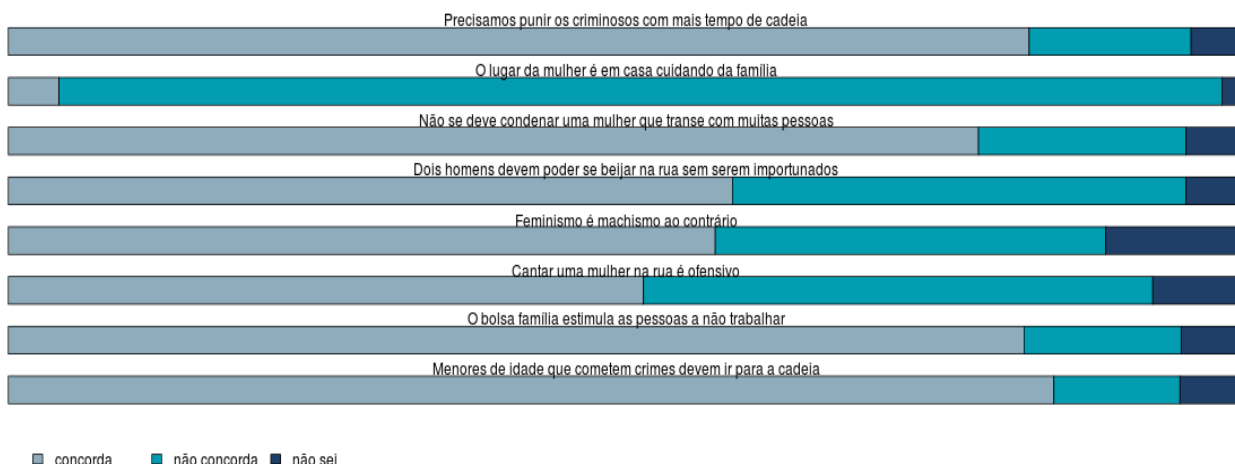 Precisamos punir os criminosos com mais tempo de cadeia
O lugar da mulher é em casa cuidando da família
Não se deve condenar uma mulher que transe com muitas pessoas
Dois homens devem poder se beijar na rua sem serem importunados
Feminismo é machismo ao contrário
Cantar uma mulher na rua é ofensivo
O bolsa família estimula as pessoas a não trabalhar
Menores de idade que cometem crimes devem ir para a cadeia
concorda não concorda não sei